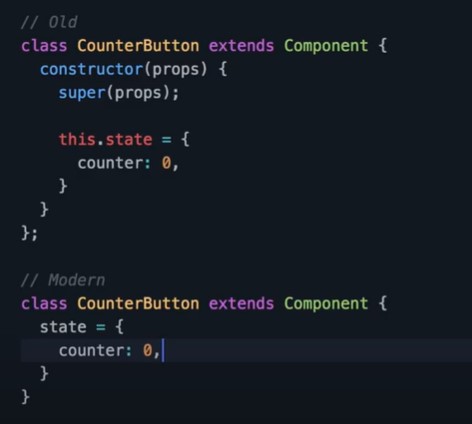 // Old
class CounterButton extends Component {
  constructor(props) {
    super(props);

    this.state = {
      counter: 0,
    }
  }
};

// Modern
class CounterButton extends Component {
  state = {
    counter: 0,
  }
}